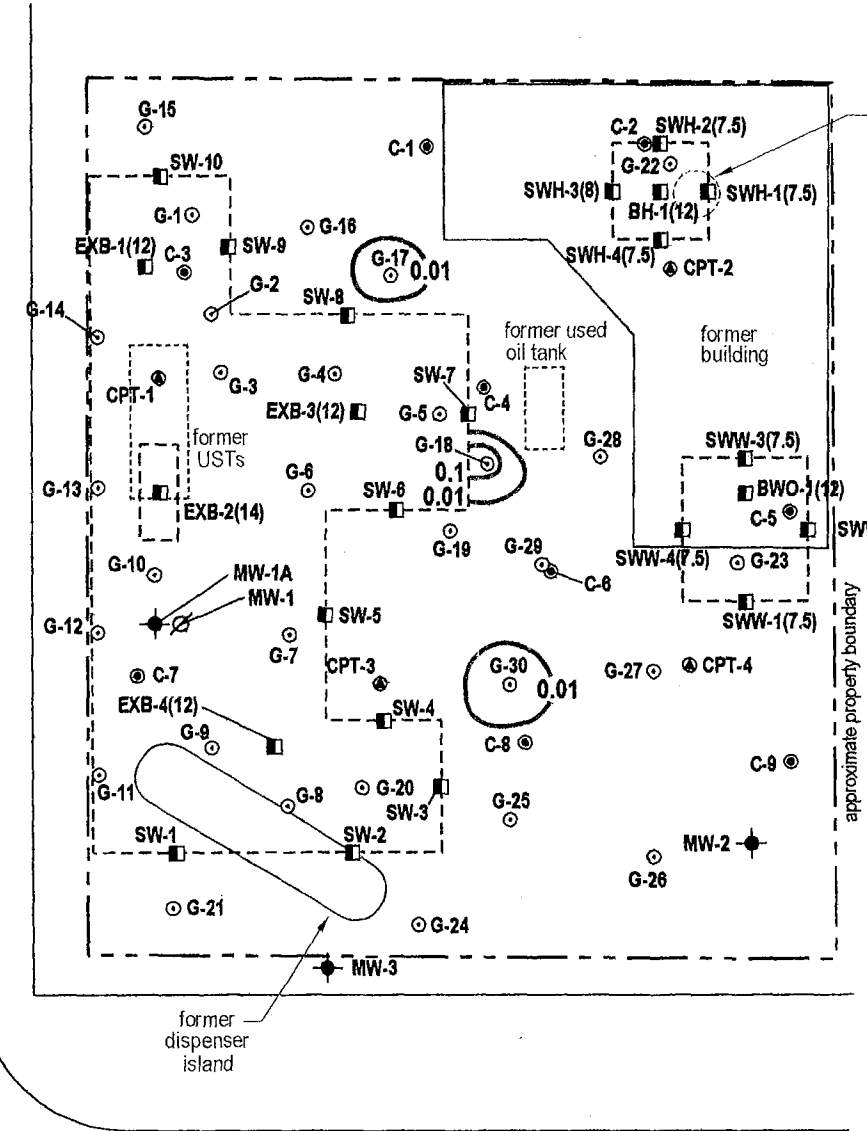 G-15
C-1
C-2
SWH-2(7.5)
SW-10
G-22
SWH-3(8)
BH-1(12)
SWH-1(7.5)
G-1
G-16
EXB-1(12)
SW-9
SWH-4(7.5)
C-3
G-17
0.01
CPT-2
G-2
G-14
SW-8
former used
oil tank
former
building
CPT-1
G-3
G-4
SW-7
C-4
EXB-3(12)
G-5
former
USTs
G-18
G-28
SWW-3(7.5)
0.1
G-13
G-6
0.01
BWO-1(12)
SW-6
EXB-2(14)
C-5
G-19
SW
G-10
G-29
SWW-4(7.5)
G-23
MW-1A
C-6
MW-1
SW-5
SWW-1(7.5)
G-12
G-7
C-7
CPT-3
G-30
0.01
G-27
CPT-4
approximate property boundary
EXB-4(12)
SW-4
G-9
C-8
C-9
G-11
G-8
G-20
SW-3
G-25
SW-1
SW-2
MW-2
G-26
G-21
G-24
MW-3
former
dispenser
island